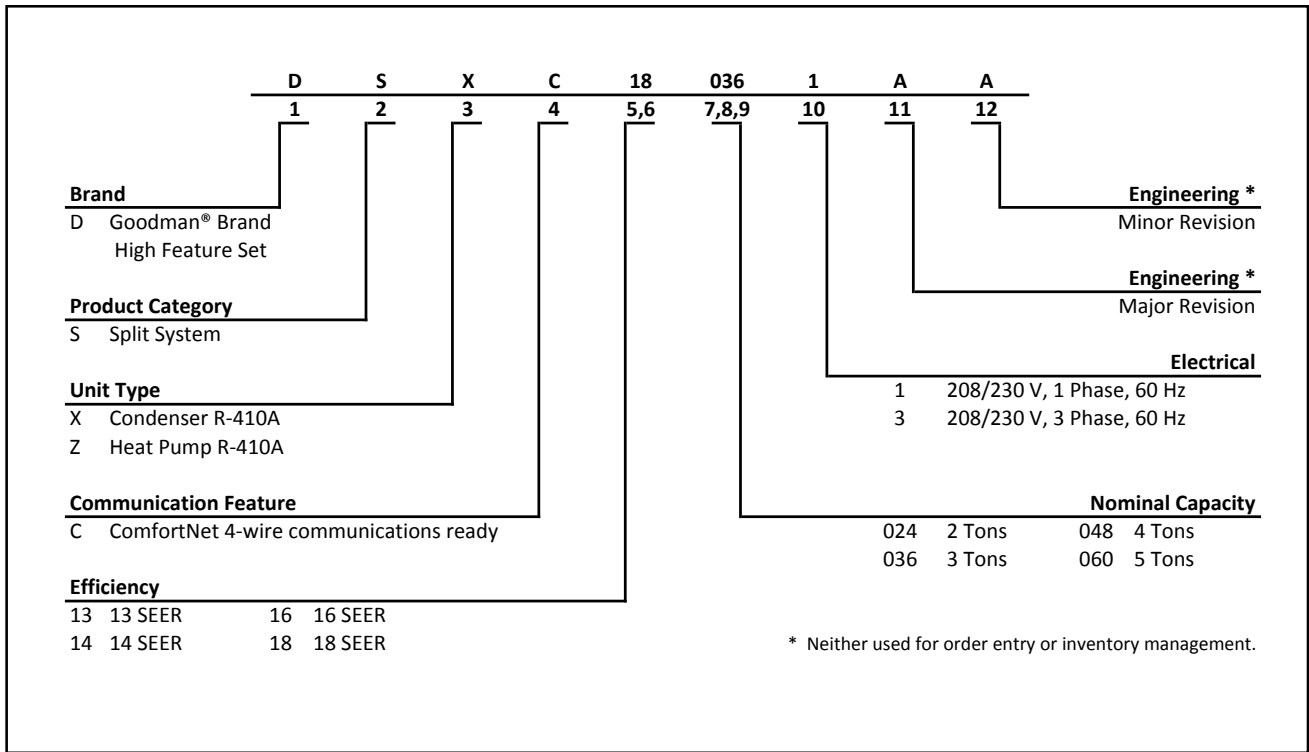 D S X C 18 036 1 A A
1 2 3 4 5,6 7,8,9 10 11 12
Brand
D Goodman® Brand
High Feature Set
Product Category
S Split System
Unit Type
X Condenser R-410A
Z Heat Pump R-410A
Communication Feature
C ComfortNet 4-wire communications ready
Efficiency
13 13 SEER 16 16 SEER
14 14 SEER 18 18 SEER
Engineering *
Minor Revision
Engineering *
Major Revision
Electrical
1 208/230 V, 1 Phase, 60 Hz
3 208/230 V, 3 Phase, 60 Hz
Nominal Capacity
024 2 Tons 048 4 Tons
036 3 Tons 060 5 Tons
* Neither used for order entry or inventory management.